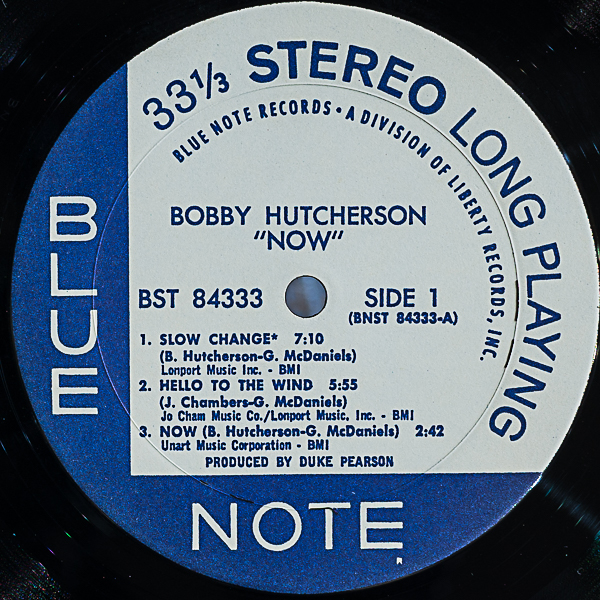 33⅓ STEREO LONG PLAYING
BLUE NOTE RECORDS • A DIVISION OF LIBERTY RECORDS, INC.
BLUE
BOBBY HUTCHERSON
"NOW"
BST 84333 SIDE 1
(BNST 84333-A)
1. SLOW CHANGE* 7:10
(B. Hutcherson-G. McDaniels)
Lonport Music Inc. - BMI
2. HELLO TO THE WIND 5:55
(J. Chambers-G. McDaniels)
Jo Cham Music Co./Lonport Music, Inc. - BMI
3. NOW (B. Hutcherson-G. McDaniels) 2:42
Unart Music Corporation - BMI
PRODUCED BY DUKE PEARSON
NOTE